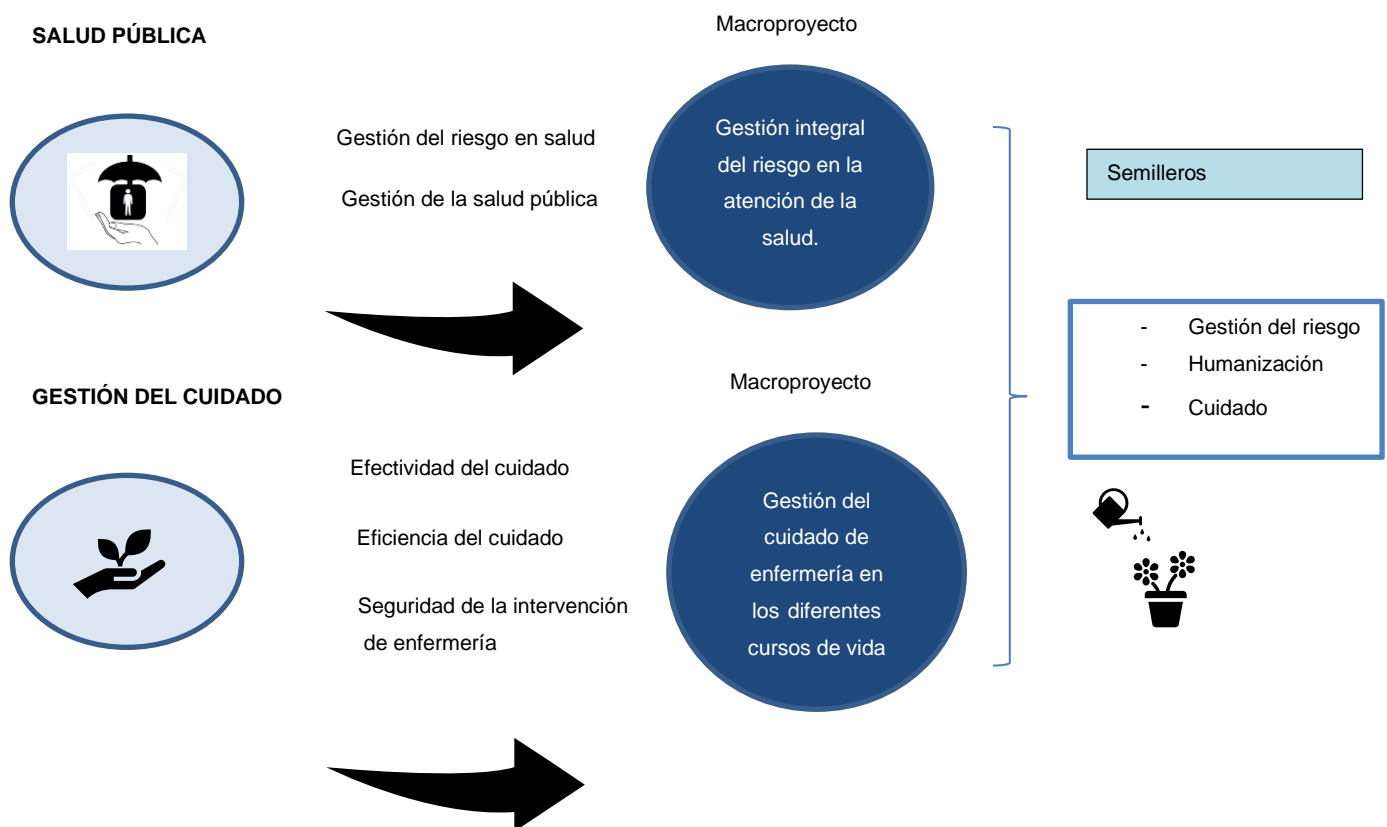 SALUD PÚBLICA
Gestión del riesgo en salud
Gestión de la salud pública
Macroproyecto
Gestión integral
del riesgo en la
atención de la
salud.
GESTIÓN DEL CUIDADO
Efectividad del cuidado
Eficiencia del cuidado
Seguridad de la intervención
de enfermería
Macroproyecto
Gestión del
cuidado de
enfermería en
los diferentes
cursos de vida
Semilleros
- Gestión del riesgo
- Humanización
- Cuidado